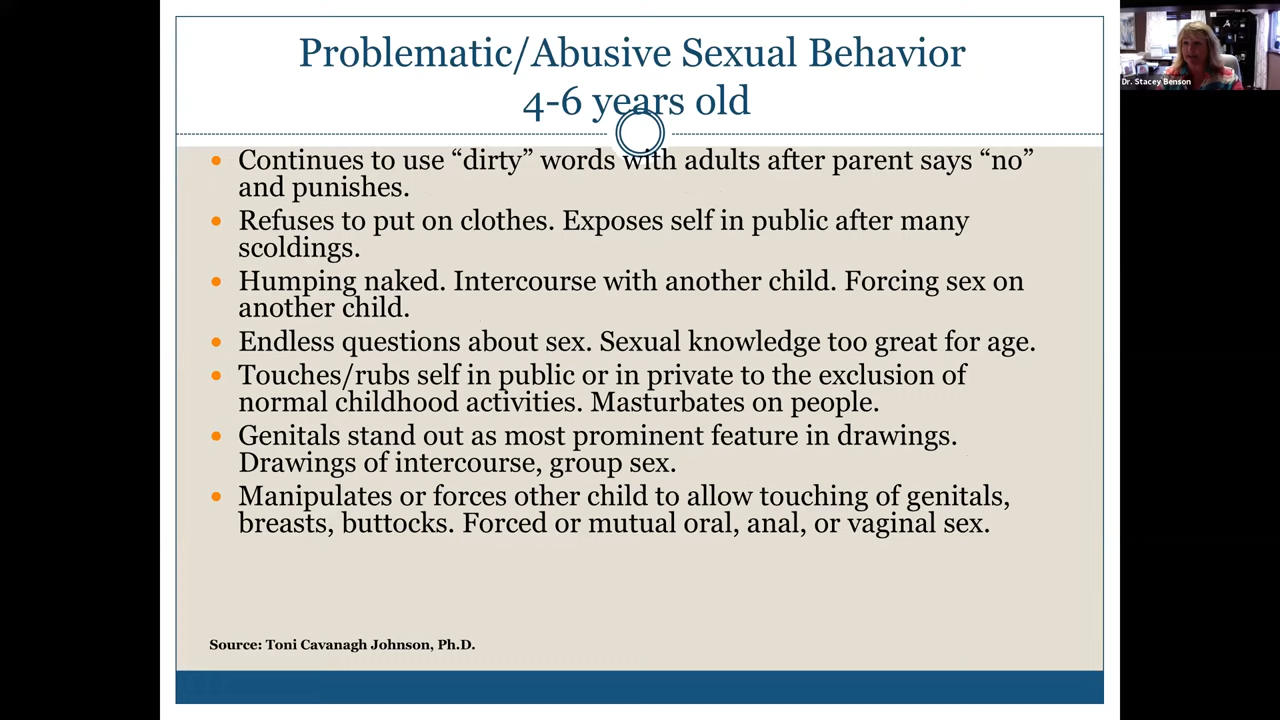 Problematic/Abusive Sexual Behavior
4-6 years old
Dr. Stacey Benson
Continues to use “dirty” words with adults after parent says “no”
and punishes.
Refuses to put on clothes. Exposes self in public after many
scoldings.
Humping naked. Intercourse with another child. Forcing sex on
another child.
Endless questions about sex. Sexual knowledge too great for age.
Touches/rubs self in public or in private to the exclusion of
normal childhood activities. Masturbates on people.
Genitals stand out as most prominent feature in drawings.
Drawings of intercourse, group sex.
Manipulates or forces other child to allow touching of genitals,
breasts, buttocks. Forced or mutual oral, anal, or vaginal sex.
Source: Toni Cavanagh Johnson, Ph.D.